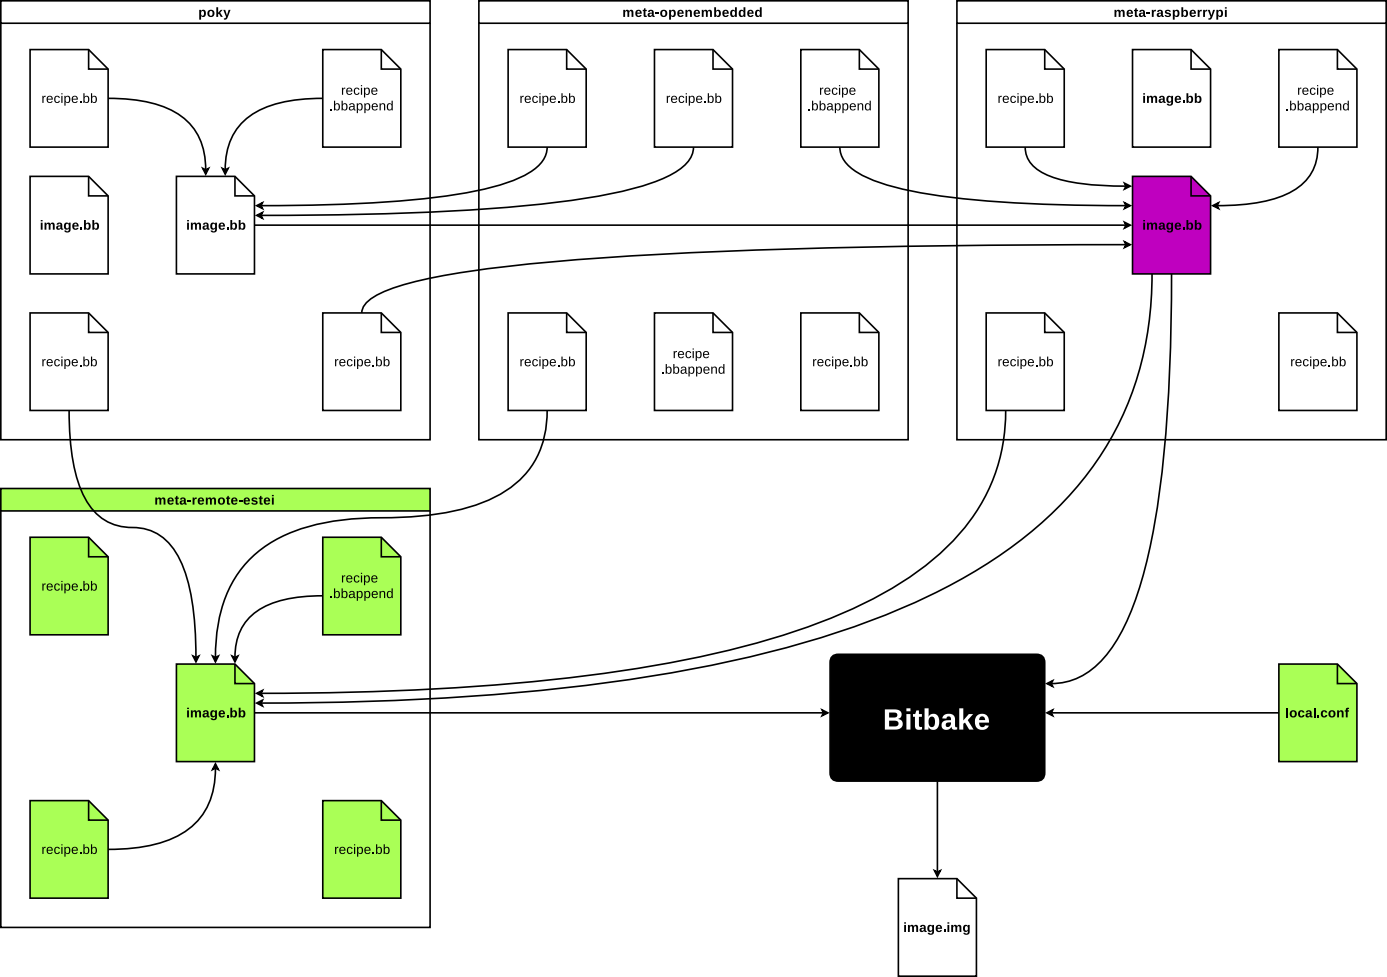 poky
recipe.bb
recipe
.bbappend
image.bb
image.bb
recipe.bb
recipe.bb
meta-openembedded
recipe.bb
recipe.bb
recipe
.bbappend
recipe.bb
recipe
.bbappend
recipe.bb
meta-raspberrypi
recipe.bb
image.bb
recipe
.bbappend
image.bb
recipe.bb
recipe.bb
meta-remote-estei
recipe.bb
recipe
.bbappend
image.bb
recipe.bb
recipe.bb
Bitbake
local.conf
image.img